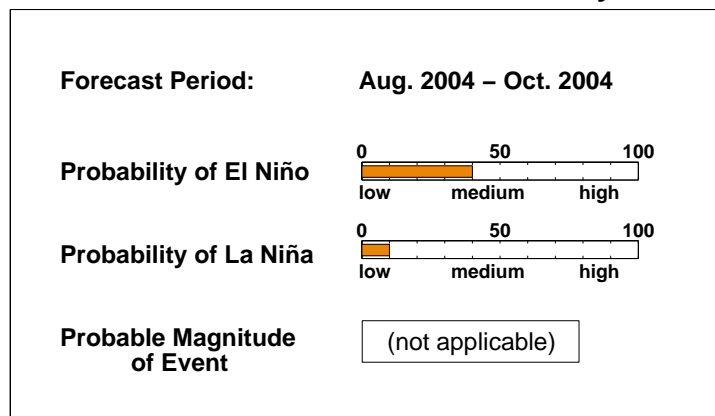 Forecast Period: Aug. 2004 – Oct. 2004
0 50 100
Probability of El Niño
low medium high
0 50 100
Probability of La Niña
low medium high
Probable Magnitude
of Event
(not applicable)